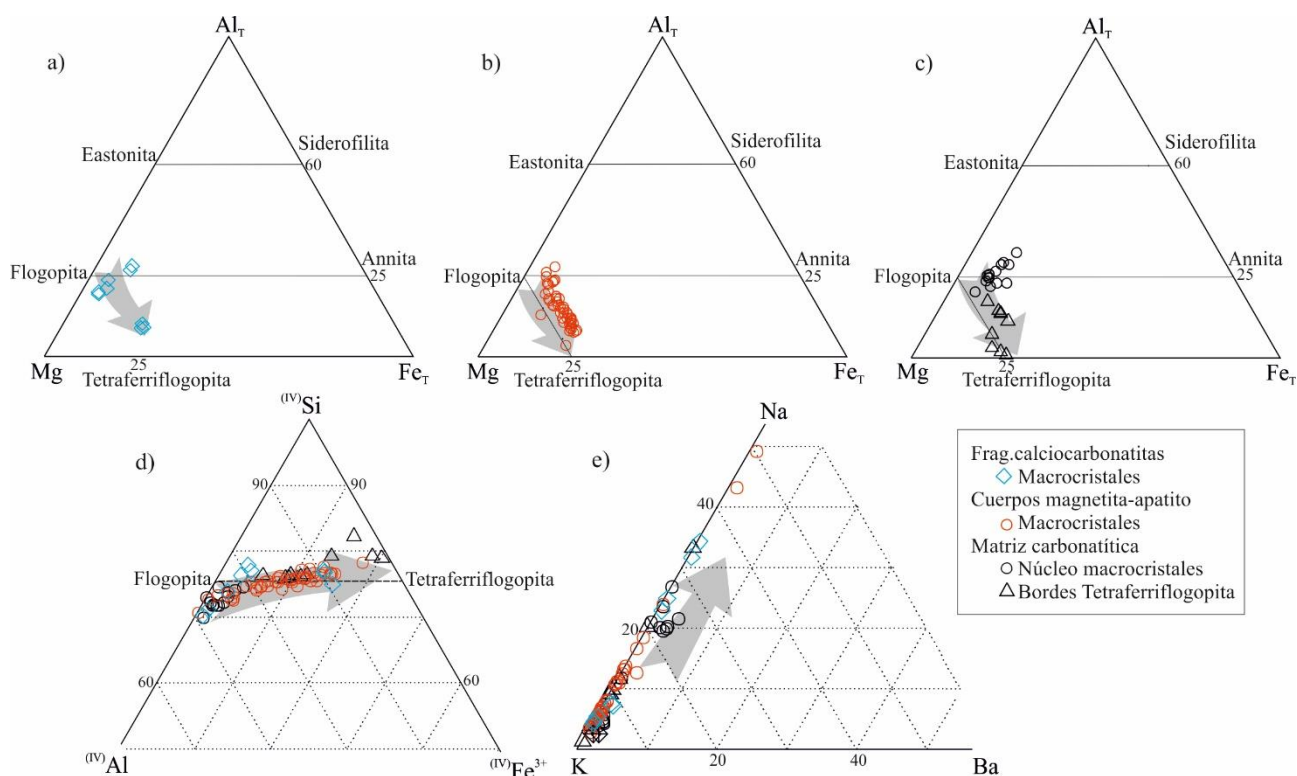 Al_T
a)
Eastonita
Siderofilita
60
Flogopita
Annita
25
Mg
25
Fe_T
Tetraferriflogopita
Al_T
b)
Eastonita
Siderofilita
60
Flogopita
Annita
25
Mg
25
Fe_T
Al_T
c)
Eastonita
Siderofilita
60
Flogopita
Annita
25
Mg
25
Fe_T
Tetraferriflogopita
(IV)Si
d)
90
90
Flogopita
Tetraferriflogopita
60
60
(IV)Al
(IV)Fe3+
Na
e)
40
20
K
20
40
Ba
Frag.calciocarbonatitas
Macrocristales
Cuerpos magnetita-apatito
Macrocristales
Matriz carbonatítica
Núcleo macrocristales
Bordes Tetraferriflogopita